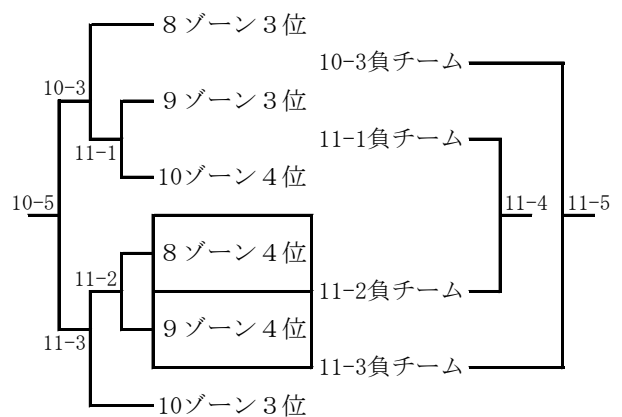 ８ゾーン３位
10-3負チーム
10-3
９ゾーン３位
11-1負チーム
11-1
10ゾーン４位
10-5
11-4
11-5
８ゾーン４位
11-2
11-2負チーム
９ゾーン４位
11-3
11-3負チーム
10ゾーン３位